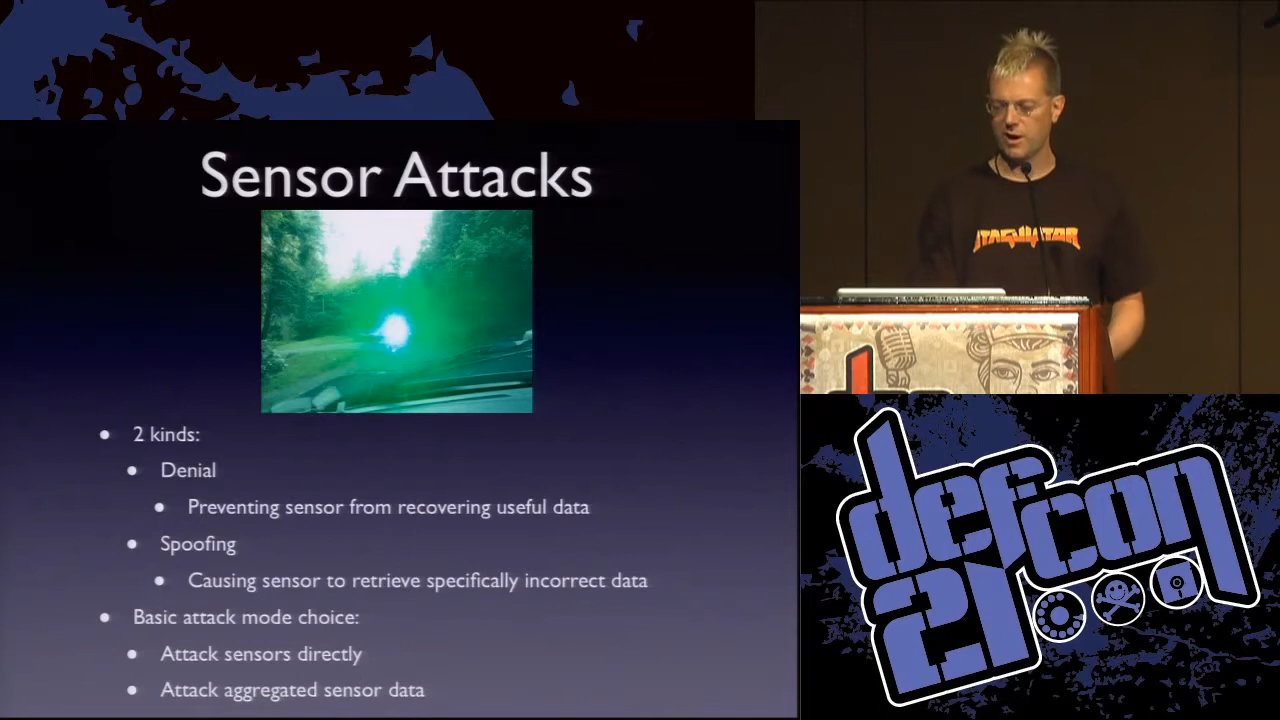 Sensor Attacks
2 kinds:
Denial
Preventing sensor from recovering useful data
Spoofing
Causing sensor to retrieve specifically incorrect data
Basic attack mode choice:
Attack sensors directly
Attack aggregated sensor data
JTAGULATOR
defcon
21